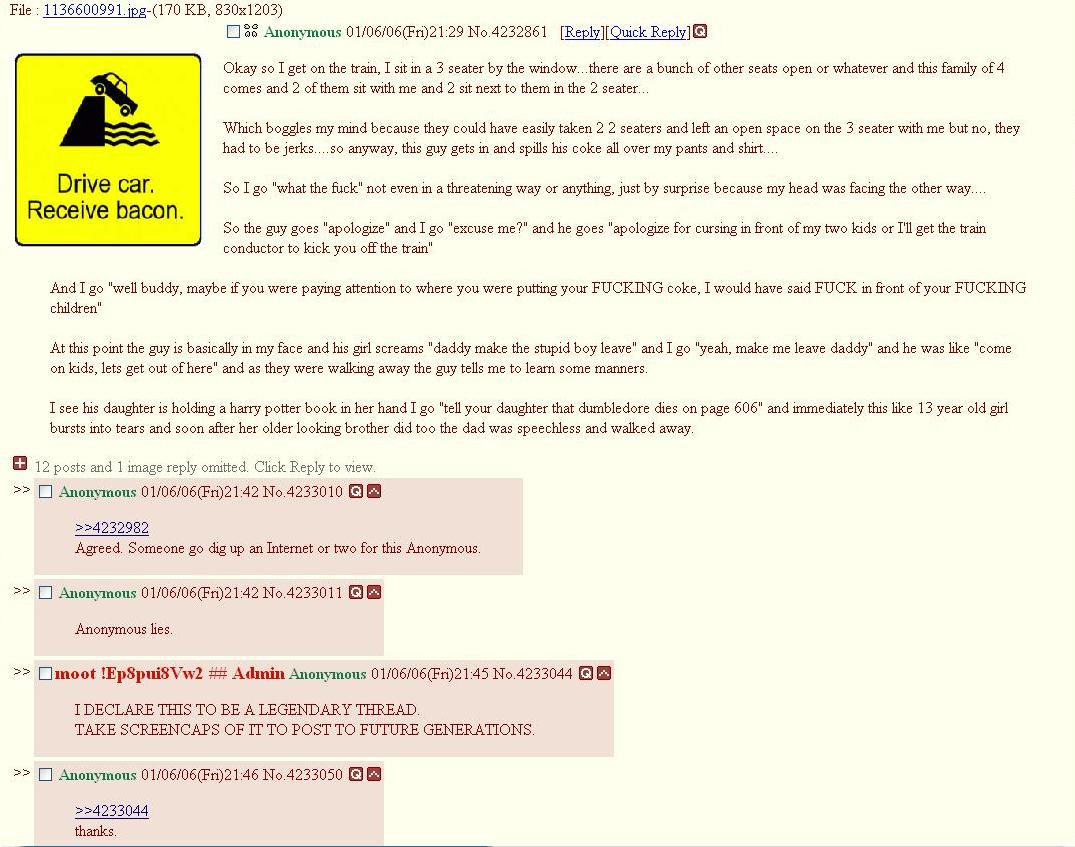 File : 1136600991.jpg-(170 KB, 830x1203)
Anonymous 01/06/06(Fri)21:29 No.4232861 [Reply][Quick Reply]Q
Drive car.
Receive bacon.
Okay so I get on the train, I sit in a 3 seater by the window...there are a bunch of other seats open or whatever and this family of 4
comes and 2 of them sit with me and 2 sit next to them in the 2 seater...
Which boggles my mind because they could have easily taken 2 2 seaters and left an open space on the 3 seater with me but no, they
had to be jerks....so anyway, this guy gets in and spills his coke all over my pants and shirt....
So I go "what the fuck" not even in a threatening way or anything, just by surprise because my head was facing the other way....
So the guy goes "apologize" and I go "excuse me?" and he goes "apologize for cursing in front of my two kids or I'll get the train
conductor to kick you off the train"
And I go "well buddy, maybe if you were paying attention to where you were putting your FUCKING coke, I would have said FUCK in front of your FUCKING
children"
At this point the guy is basically in my face and his girl screams "daddy make the stupid boy leave" and I go "yeah, make me leave daddy" and he was like "come
on kids, lets get out of here" and as they were walking away the guy tells me to learn some manners.
I see his daughter is holding a harry potter book in her hand I go "tell your daughter that dumbledore dies on page 606" and immediately this like 13 year old girl
bursts into tears and soon after her older looking brother did too the dad was speechless and walked away.
12 posts and 1 image reply omitted. Click Reply to view.
>> Anonymous 01/06/06(Fri)21:42 No.4233010 Q
>>4232982
Agreed. Someone go dig up an Internet or two for this Anonymous.
>> Anonymous 01/06/06(Fri)21:42 No.4233011 Q
Anonymous lies.
>> moot !Ep8pui8Vw2 ## Admin Anonymous 01/06/06(Fri)21:45 No.4233044 Q
I DECLARE THIS TO BE A LEGENDARY THREAD.
TAKE SCREENCAPS OF IT TO POST TO FUTURE GENERATIONS.
>> Anonymous 01/06/06(Fri)21:46 No.4233050 Q
>>4233044
thanks.